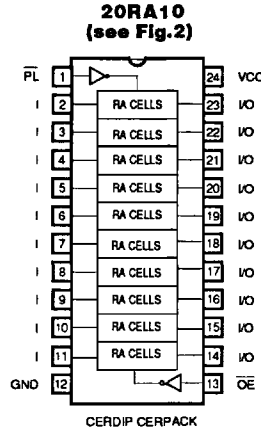 20RA10
(see Fig.2)
PL 1 24 VCC
I 2 RA CELLS 23 I/O
I 3 RA CELLS 22 I/O
I 4 RA CELLS 21 I/O
I 5 RA CELLS 20 I/O
I 6 RA CELLS 19 I/O
I 7 RA CELLS 18 I/O
I 8 RA CELLS 17 I/O
I 9 RA CELLS 16 I/O
I 10 RA CELLS 15 I/O
I 11 RA CELLS 14 I/O
GND 12 13 OE
CERDIP CERPACK